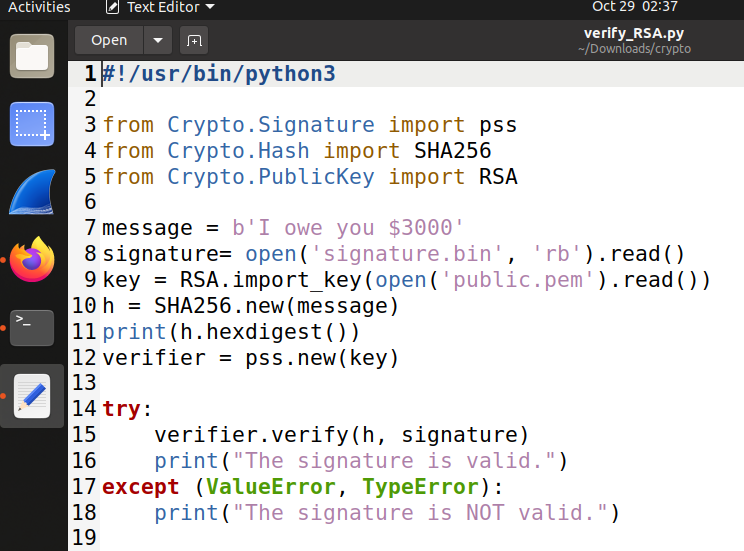 Activities Text Editor Oct 29 02:37
Open verify_RSA.py
~/Downloads/crypto
1 #!/usr/bin/python3
2
3 from Crypto.Signature import pss
4 from Crypto.Hash import SHA256
5 from Crypto.PublicKey import RSA
6
7 message = b'I owe you $3000'
8 signature= open('signature.bin', 'rb').read()
9 key = RSA.import_key(open('public.pem').read())
10 h = SHA256.new(message)
11 print(h.hexdigest())
12 verifier = pss.new(key)
13
14 try:
15     verifier.verify(h, signature)
16     print("The signature is valid.")
17 except (ValueError, TypeError):
18     print("The signature is NOT valid.")
19
>_